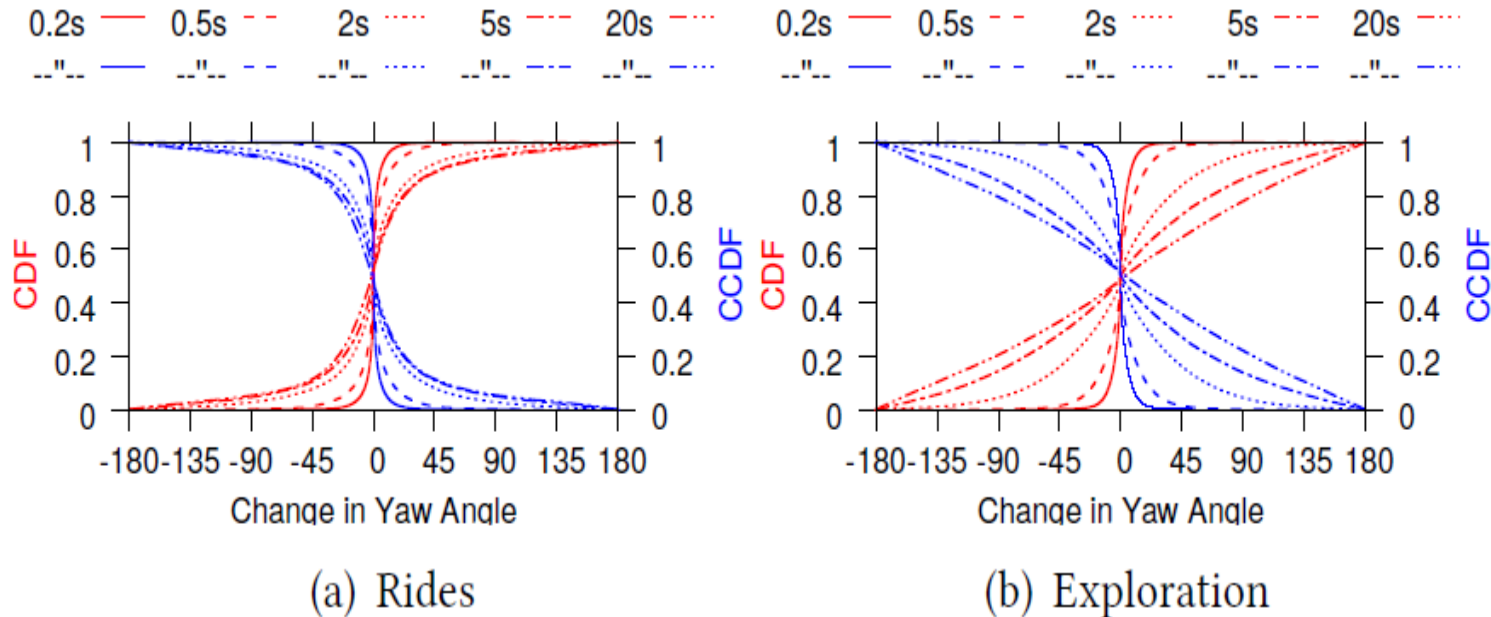 0.2s 0.5s 2s 5s 20s
--"-- --"-- --"-- --"-- --"--
1 1
0.8 0.8
0.6 0.6
0.4 0.4
0.2 0.2
0 0
CDF
CCDF
-180 -135 -90 -45 0 45 90 135 180
Change in Yaw Angle
(a) Rides
0.2s 0.5s 2s 5s 20s
--"-- --"-- --"-- --"-- --"--
1 1
0.8 0.8
0.6 0.6
0.4 0.4
0.2 0.2
0 0
CDF
CCDF
-180 -135 -90 -45 0 45 90 135 180
Change in Yaw Angle
(b) Exploration